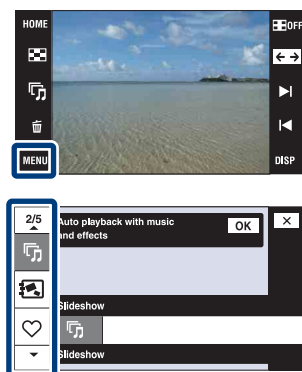 HOME
OFF
MENU
DISP
2/5
Auto playback with music
and effects
OK
Slideshow
Slideshow